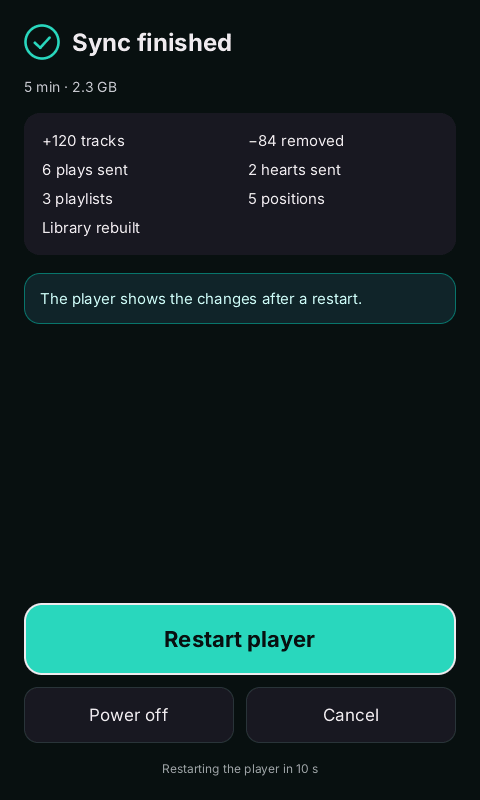 Sync finished
5 min · 2.3 GB
+120 tracks
−84 removed
6 plays sent
2 hearts sent
3 playlists
5 positions
Library rebuilt
The player shows the changes after a restart.
Restart player
Power off
Cancel
Restarting the player in 10 s